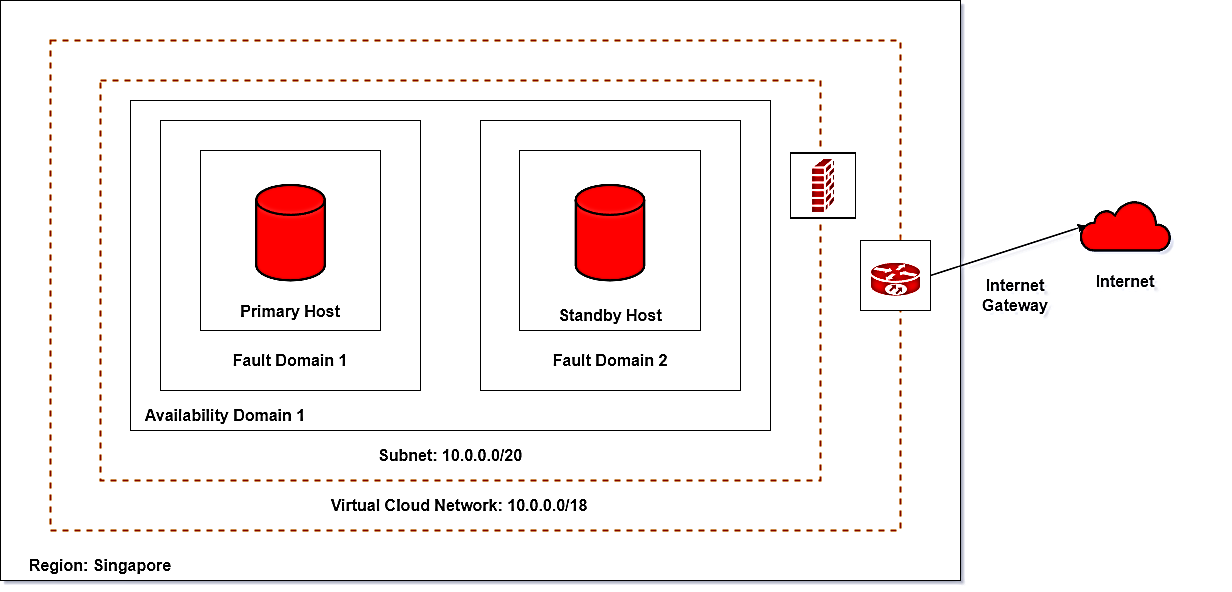 Primary Host
Standby Host
Fault Domain 1
Fault Domain 2
Availability Domain 1
Subnet: 10.0.0.0/20
Virtual Cloud Network: 10.0.0.0/18
Region: Singapore
Internet
Gateway
Internet